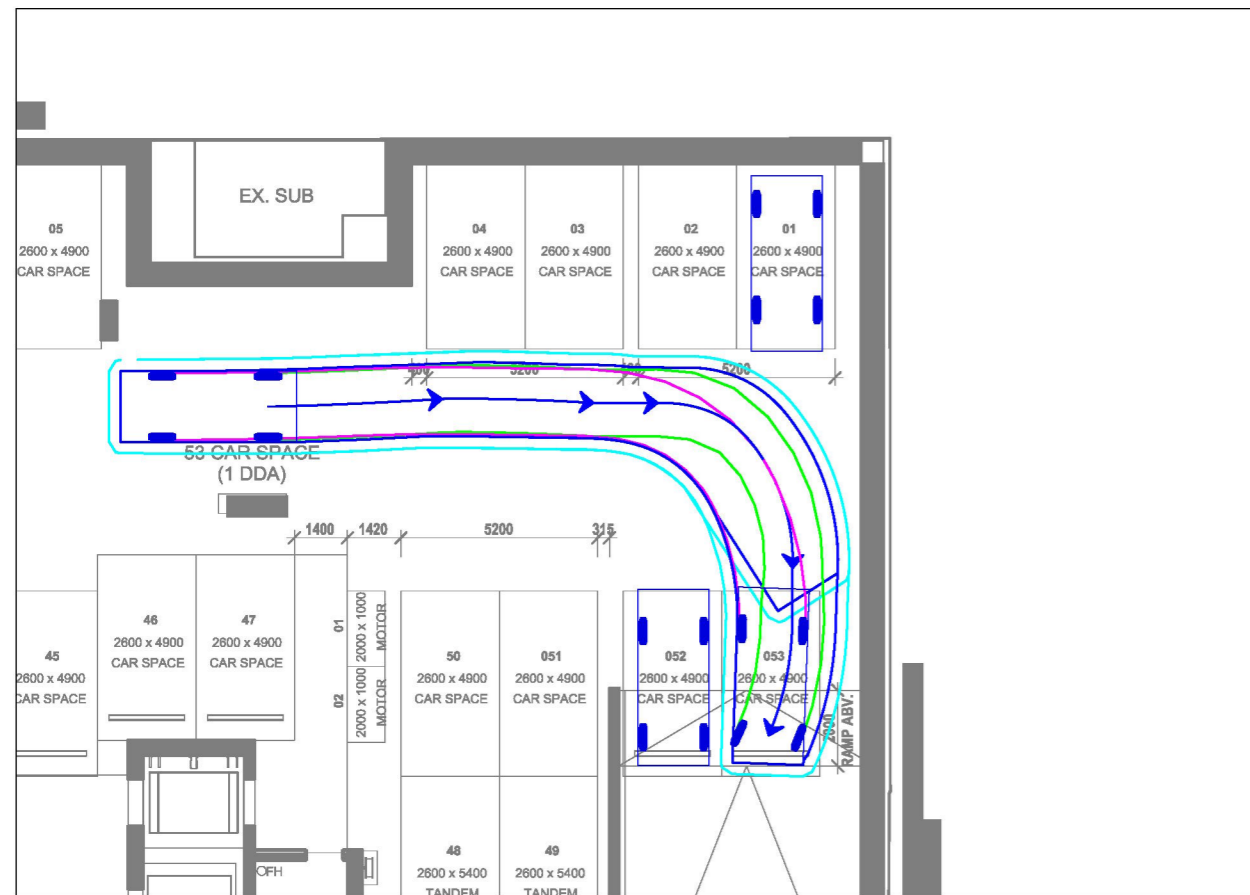 EX. SUB
05
2600 x 4900
CAR SPACE
04
2600 x 4900
CAR SPACE
03
2600 x 4900
CAR SPACE
02
2600 x 4900
CAR SPACE
01
2600 x 4900
CAR SPACE
5200
5200
53 CAR SPACE
(1 DDA)
1400
1420
5200
315
46
2600 x 4900
CAR SPACE
47
2600 x 4900
CAR SPACE
01
2000 x 1000
MOTOR
02
2000 x 1000
MOTOR
45
2600 x 4900
CAR SPACE
50
2600 x 4900
CAR SPACE
051
2600 x 4900
CAR SPACE
052
2600 x 4900
CAR SPACE
053
2600 x 4900
CAR SPACE
2000
RAMP ABV.
48
2600 x 5400
TANDEM
49
2600 x 5400
TANDEM
OFH